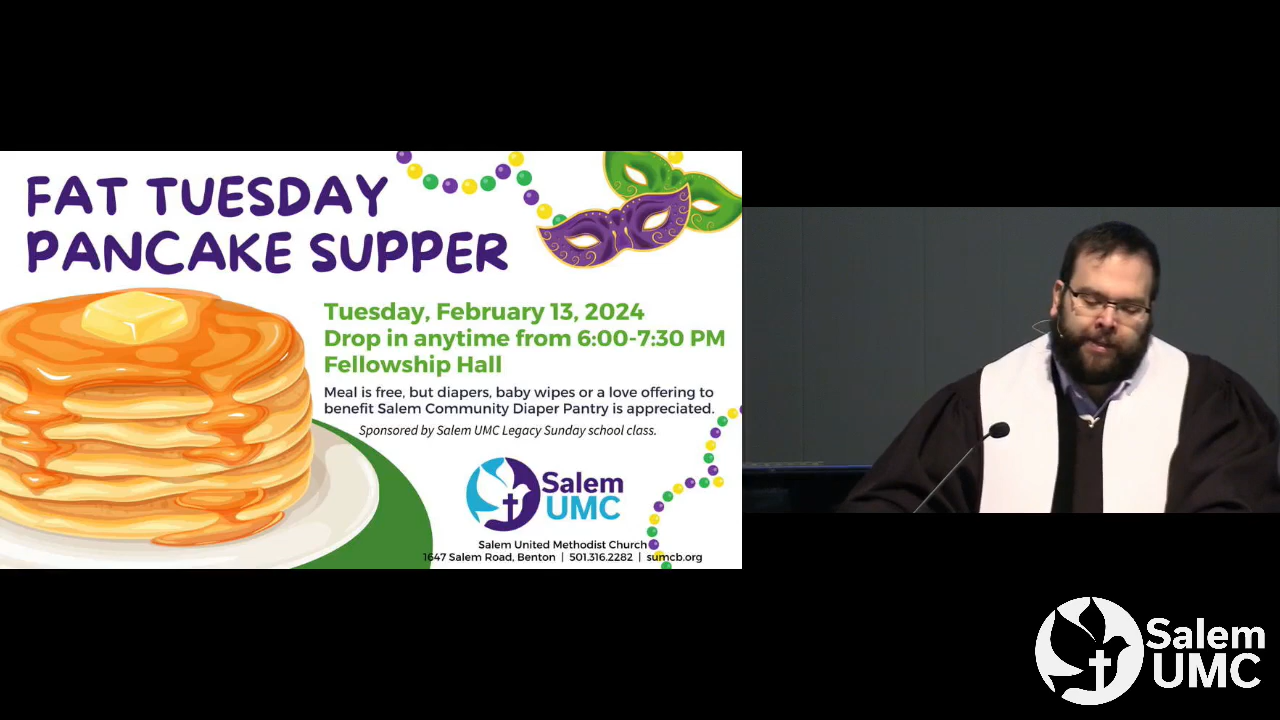 FAT TUESDAY
PANCAKE SUPPER
Tuesday, February 13, 2024
Drop in anytime from 6:00-7:30 PM
Fellowship Hall
Meal is free, but diapers, baby wipes or a love offering to
benefit Salem Community Diaper Pantry is appreciated.
Sponsored by Salem UMC Legacy Sunday school class.
Salem
UMC
Salem United Methodist Church
1647 Salem Road, Benton | 501.316.2282 | sumcb.org
Salem
UMC